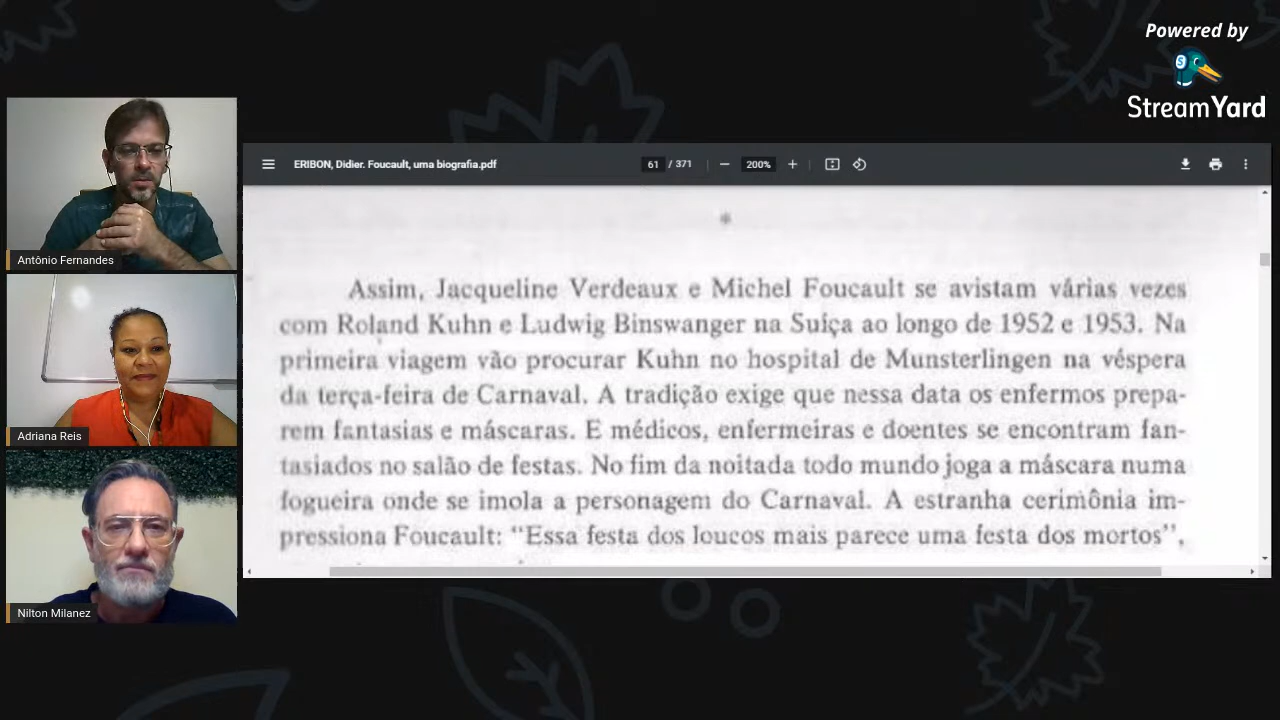 Powered by
StreamYard
ERIBON, Didier. Foucault, uma biografia.pdf
61 / 371
200%
Antônio Fernandes
Adriana Reis
Nilton Milanez
*
Assim, Jacqueline Verdeaux e Michel Foucault se avistam várias vezes
com Roland Kuhn e Ludwig Binswanger na Suíça ao longo de 1952 e 1953. Na
primeira viagem vão procurar Kuhn no hospital de Munsterlingen na véspera
da terça-feira de Carnaval. A tradição exige que nessa data os enfermos prepa-
rem fantasias e máscaras. E médicos, enfermeiras e doentes se encontram fan-
tasiados no salão de festas. No fim da noitada todo mundo joga a máscara numa
fogueira onde se imola a personagem do Carnaval. A estranha cerimônia im-
pressiona Foucault: “Essa festa dos loucos mais parece uma festa dos mortos”,